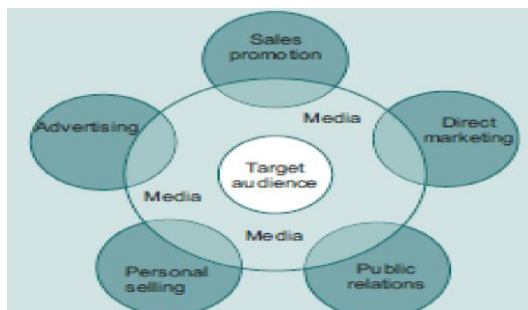 Sales
promotion
Advertising
Media
Direct
marketing
Target
audience
Media
Media
Personal
selling
Public
relations